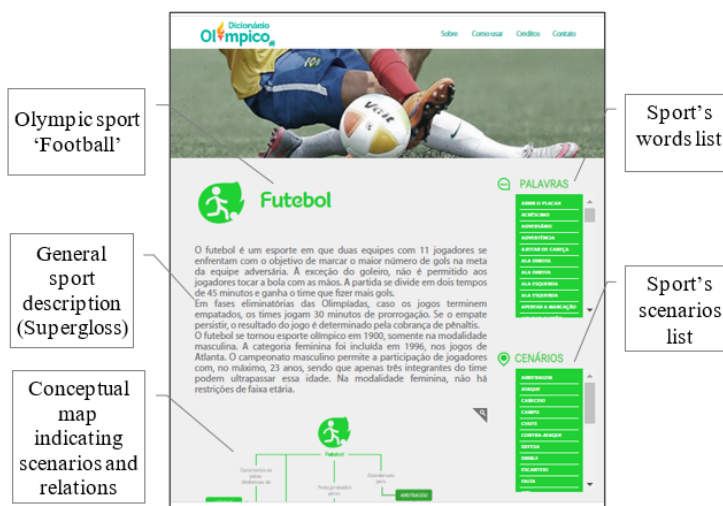 Dicionário
Olímpico
Sobre Como usar Créditos Contato
Olympic sport
‘Football’
Sport’s
words list
PALAVRAS
ABRIR O PLACAR
ACRÉSCIMO
ADVERSÁRIO
ADVERTÊNCIA
AJEITAR DE CABEÇA
ALA DIREITA
ALA DIREITA
ALA ESQUERDA
ALA ESQUERDA
APERTAR A MARCAÇÃO
Futebol
General
sport
description
(Supergloss)
O futebol é um esporte em que duas equipes com 11 jogadores se
enfrentam com o objetivo de marcar o maior número de gols na meta
da equipe adversária. À exceção do goleiro, não é permitido aos
jogadores tocar a bola com as mãos. A partida se divide em dois tempos
de 45 minutos e ganha o time que fizer mais gols.
Em fases eliminatórias das Olimpíadas, caso os jogos terminem
empatados, os times jogam 30 minutos de prorrogação. Se o empate
persistir, o resultado do jogo é determinado pela cobrança de pênaltis.
O futebol se tornou esporte olímpico em 1900, somente na modalidade
masculina. A categoria feminina foi incluída em 1996, nos jogos de
Atlanta. O campeonato masculino permite a participação de jogadores
com, no máximo, 23 anos, sendo que apenas três integrantes do time
podem ultrapassar essa idade. Na modalidade feminina, não há
restrições de faixa etária.
Sport’s
scenarios
list
CENÁRIOS
ARBITRAGEM
ATAQUE
CABECEIO
CAMPO
CHUTE
CONTRA-ATAQUE
DEFESA
DRIBLE
ESCANTEIO
FALTA
Conceptual
map
indicating
scenarios and
relations
Futebol
ARBITRAGEM